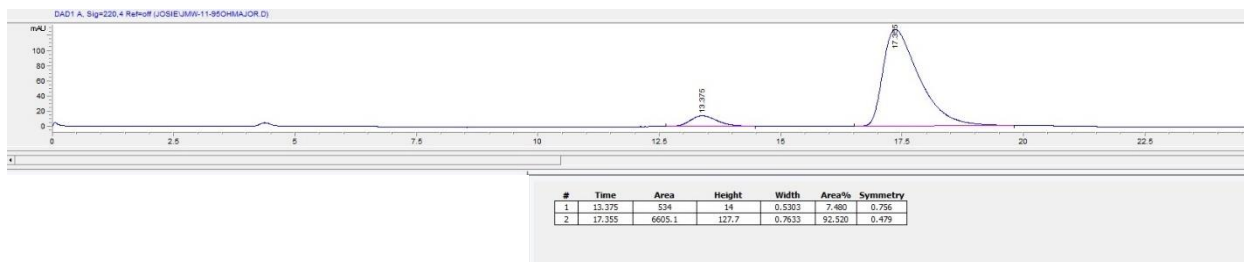 DAD1 A, Sig=220,4 Ref=off (JOSIE\JMW-11-95OHMAJOR.D)
mAU
100
80
60
40
20
0
13.375
17.355
0 2.5 5 7.5 10 12.5 15 17.5 20 22.5
# Time Area Height Width Area% Symmetry
1 13.375 534 14 0.5303 7.480 0.756
2 17.355 6605.1 127.7 0.7633 92.520 0.479